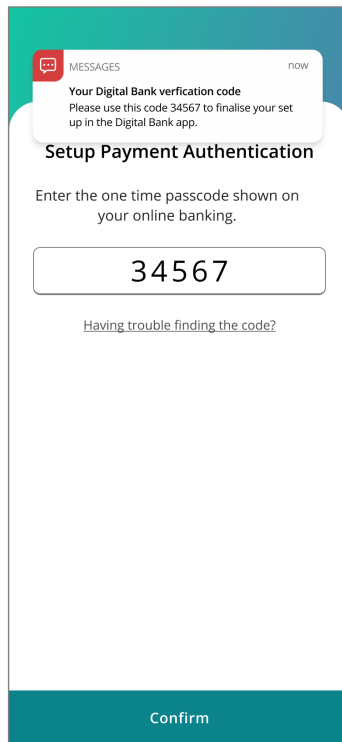 MESSAGES now
Your Digital Bank verfication code
Please use this code 34567 to finalise your set
up in the Digital Bank app.
Setup Payment Authentication
Enter the one time passcode shown on
your online banking.
34567
Having trouble finding the code?
Confirm